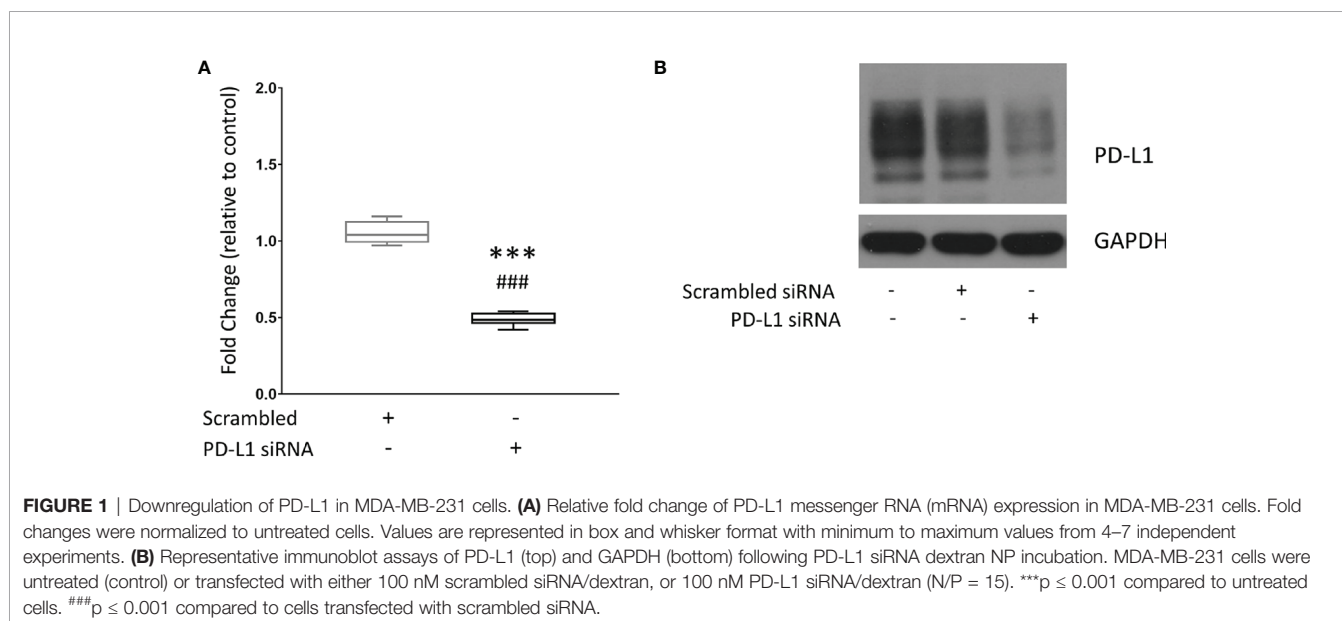 A
B
Fold Change (relative to control)
2.0
1.5
1.0
0.5
0.0
***
###
Scrambled + -
PD-L1 siRNA - +
PD-L1
GAPDH
Scrambled siRNA - + -
PD-L1 siRNA - - +
FIGURE 1 | Downregulation of PD-L1 in MDA-MB-231 cells. (A) Relative fold change of PD-L1 messenger RNA (mRNA) expression in MDA-MB-231 cells. Fold
changes were normalized to untreated cells. Values are represented in box and whisker format with minimum to maximum values from 4–7 independent
experiments. (B) Representative immunoblot assays of PD-L1 (top) and GAPDH (bottom) following PD-L1 siRNA dextran NP incubation. MDA-MB-231 cells were
untreated (control) or transfected with either 100 nM scrambled siRNA/dextran, or 100 nM PD-L1 siRNA/dextran (N/P = 15). ***p ≤ 0.001 compared to untreated
cells. ###p ≤ 0.001 compared to cells transfected with scrambled siRNA.